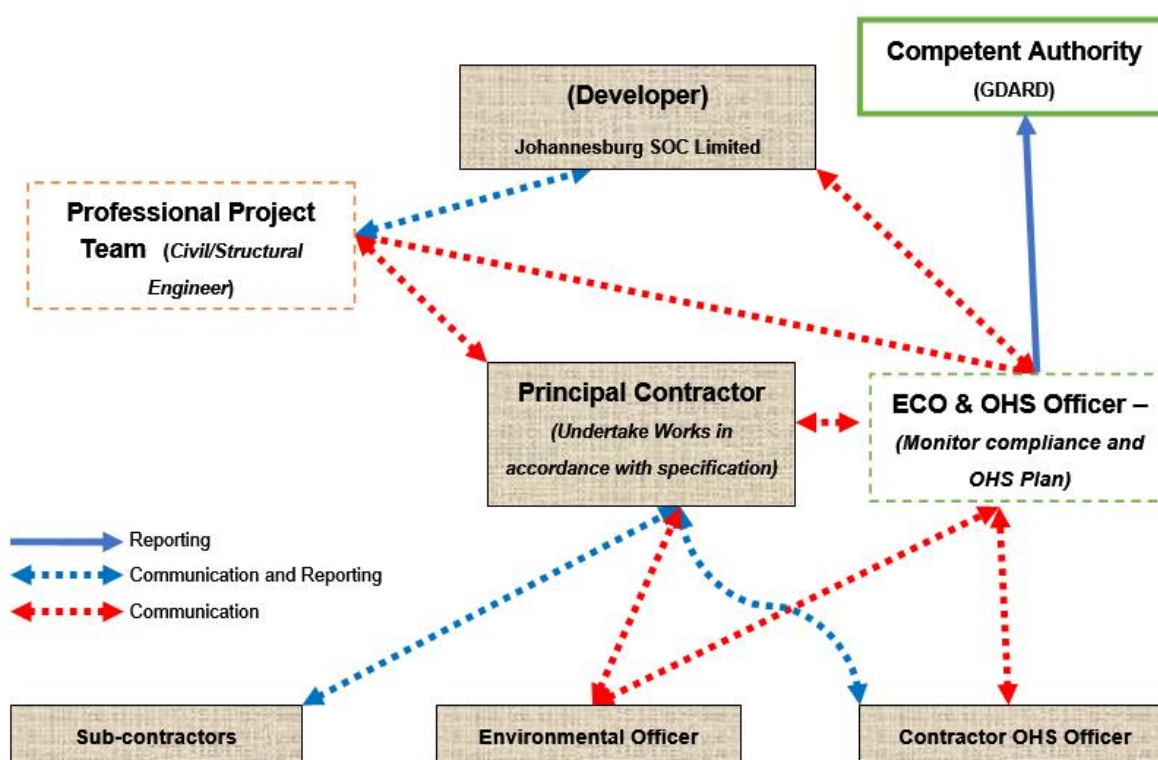 Competent Authority
(GDARD)
(Developer)
Johannesburg SOC Limited
Professional Project
Team (Civil/Structural
Engineer)
Principal Contractor
(Undertake Works in
accordance with specification)
ECO & OHS Officer –
(Monitor compliance and
OHS Plan)
Reporting
Communication and Reporting
Communication
Sub-contractors
Environmental Officer
Contractor OHS Officer